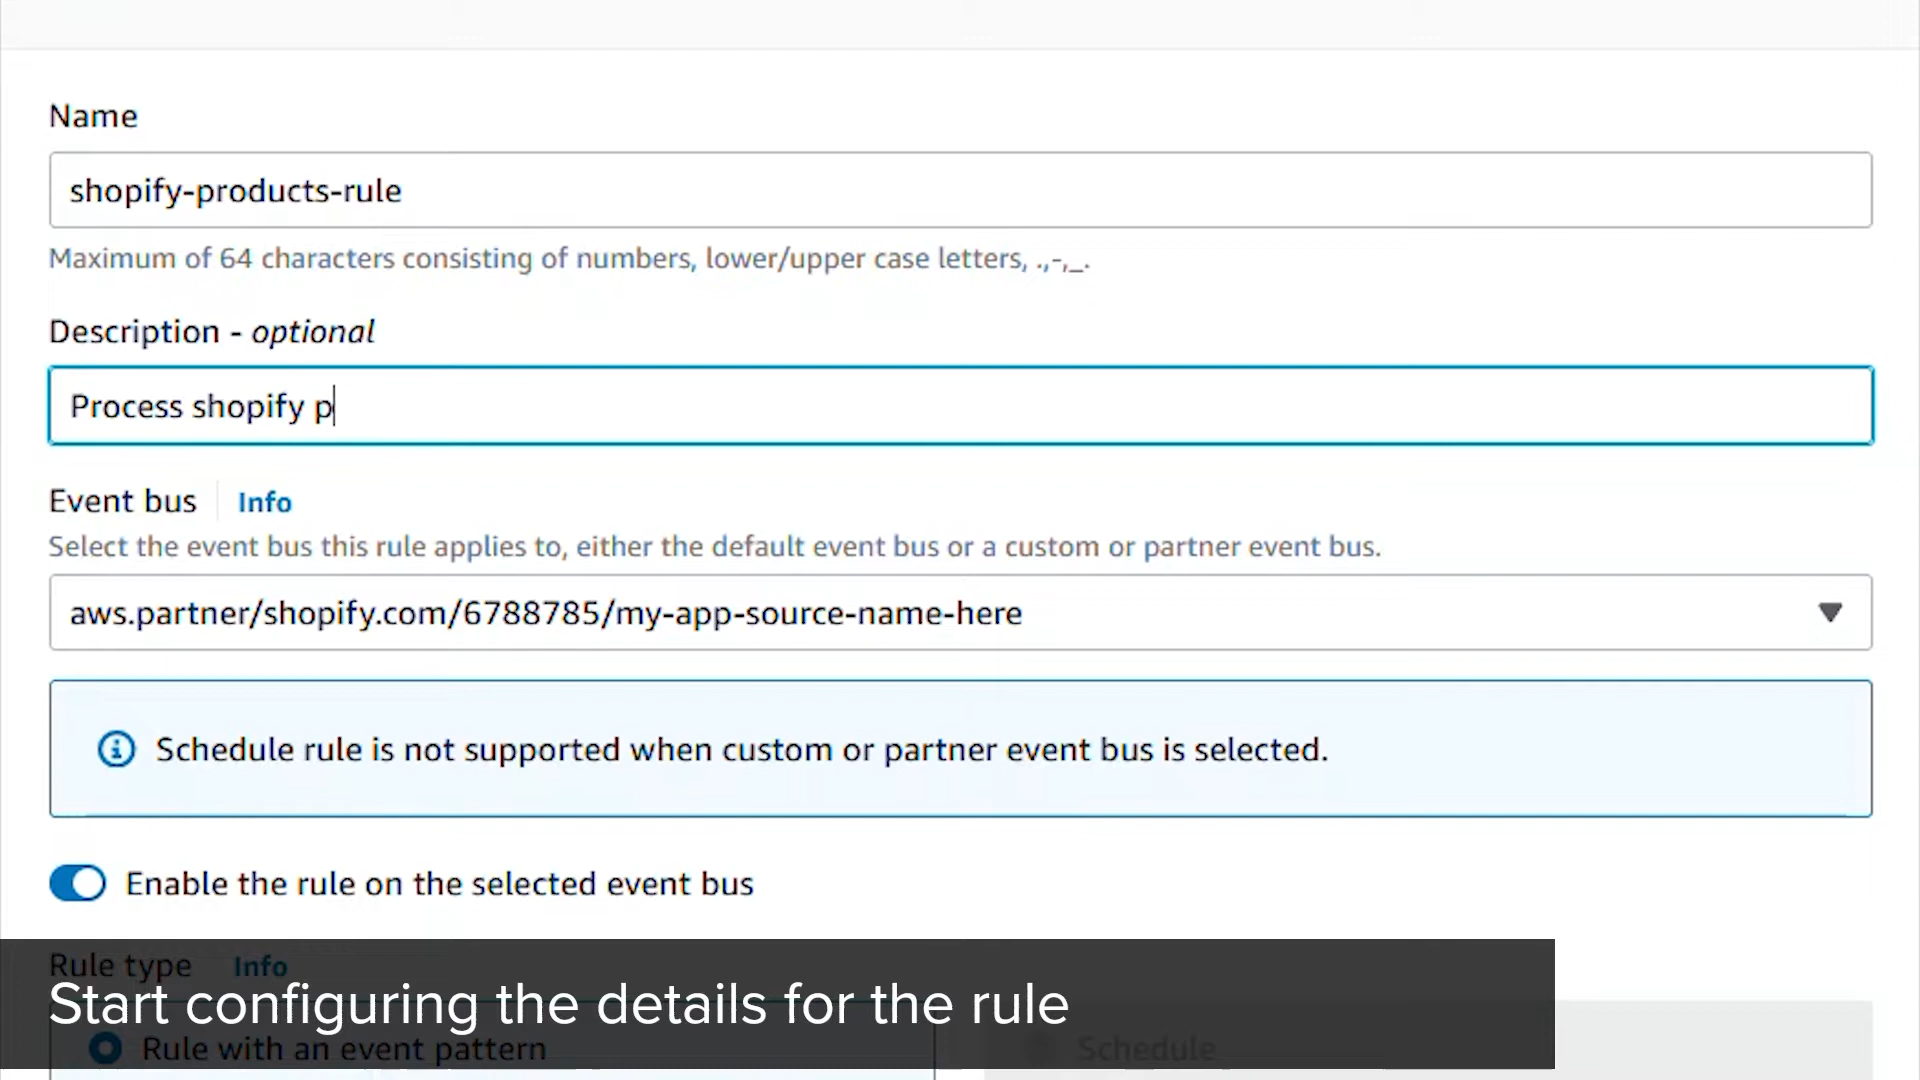 Name
shopify-products-rule
Maximum of 64 characters consisting of numbers, lower/upper case letters, .,-,_.
Description - optional
Process shopify p
Event bus Info
Select the event bus this rule applies to, either the default event bus or a custom or partner event bus.
aws.partner/shopify.com/6788785/my-app-source-name-here
Schedule rule is not supported when custom or partner event bus is selected.
Enable the rule on the selected event bus
Rule type Info
Start configuring the details for the rule
Rule with an event pattern Schedule